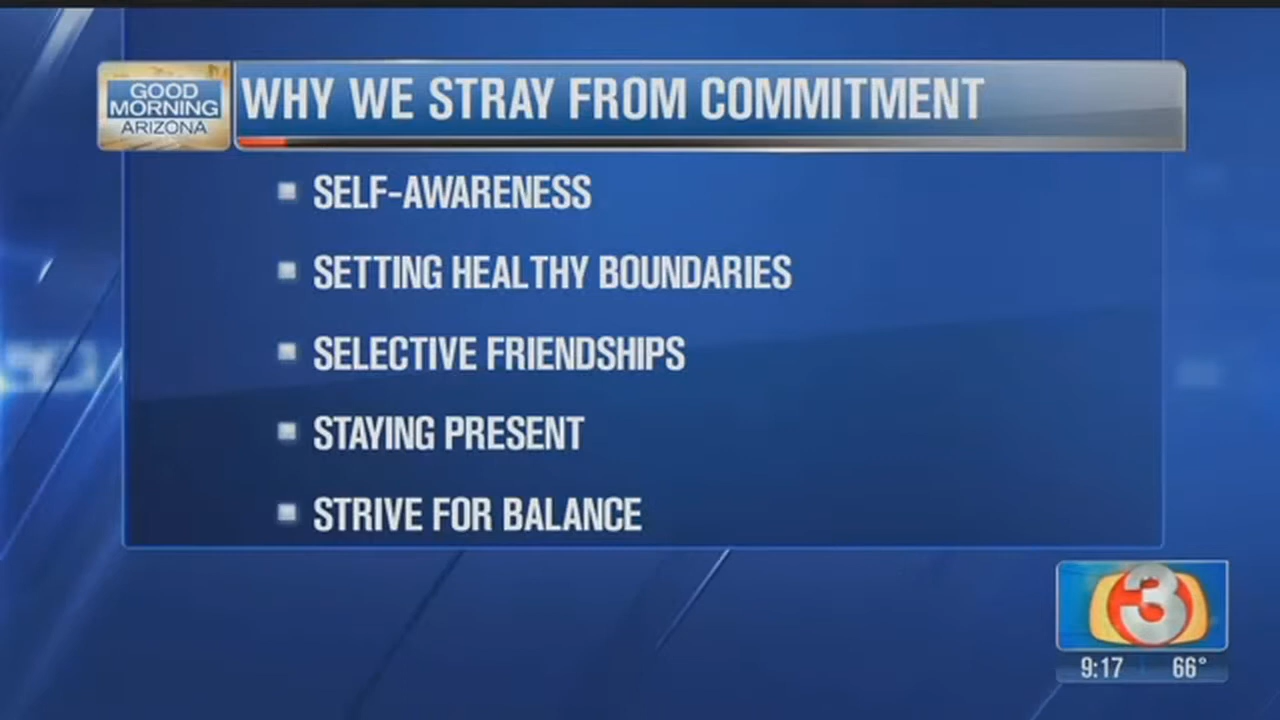 GOOD
MORNING
ARIZONA
WHY WE STRAY FROM COMMITMENT
SELF-AWARENESS
SETTING HEALTHY BOUNDARIES
SELECTIVE FRIENDSHIPS
STAYING PRESENT
STRIVE FOR BALANCE
3
9:17 66°